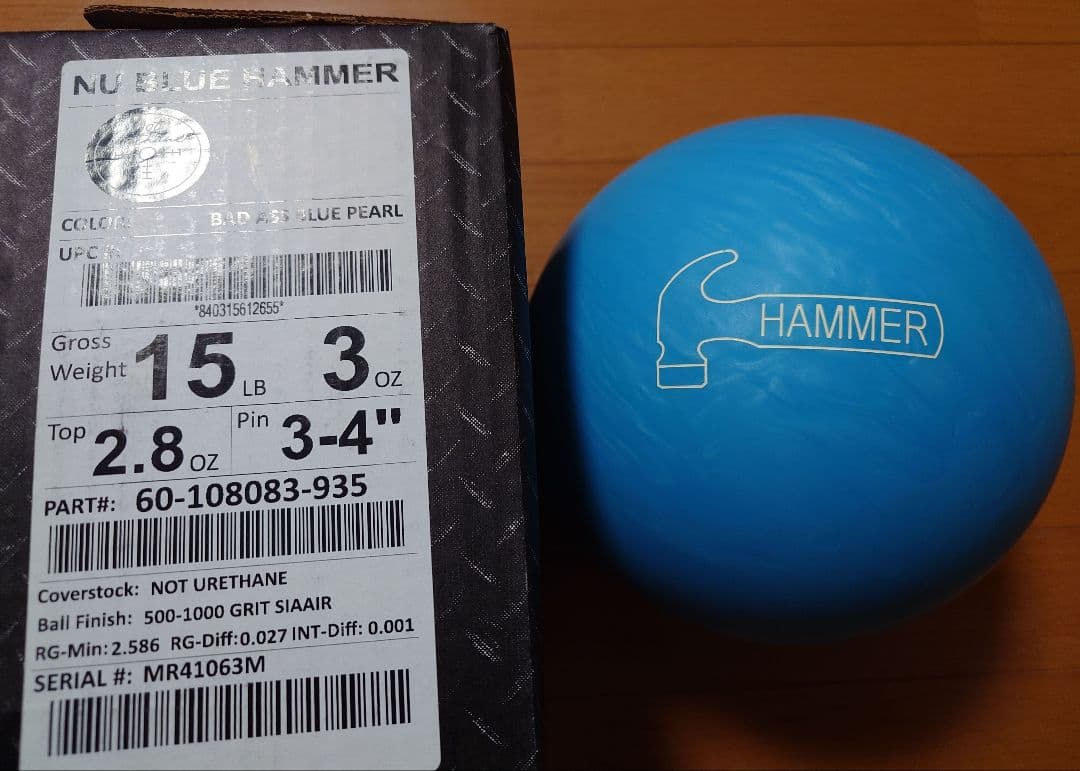 NU BLUE HAMMER
COLOR: BAD ASS BLUE PEARL
UPC
*840315612655*
Gross Weight 15 LB 3 OZ
Top 2.8 OZ Pin 3-4"
PART#: 60-108083-935
Coverstock: NOT URETHANE
Ball Finish: 500-1000 GRIT SIAAIR
RG-Min: 2.586 RG-Diff:0.027 INT-Diff: 0.001
SERIAL #: MR41063M
HAMMER